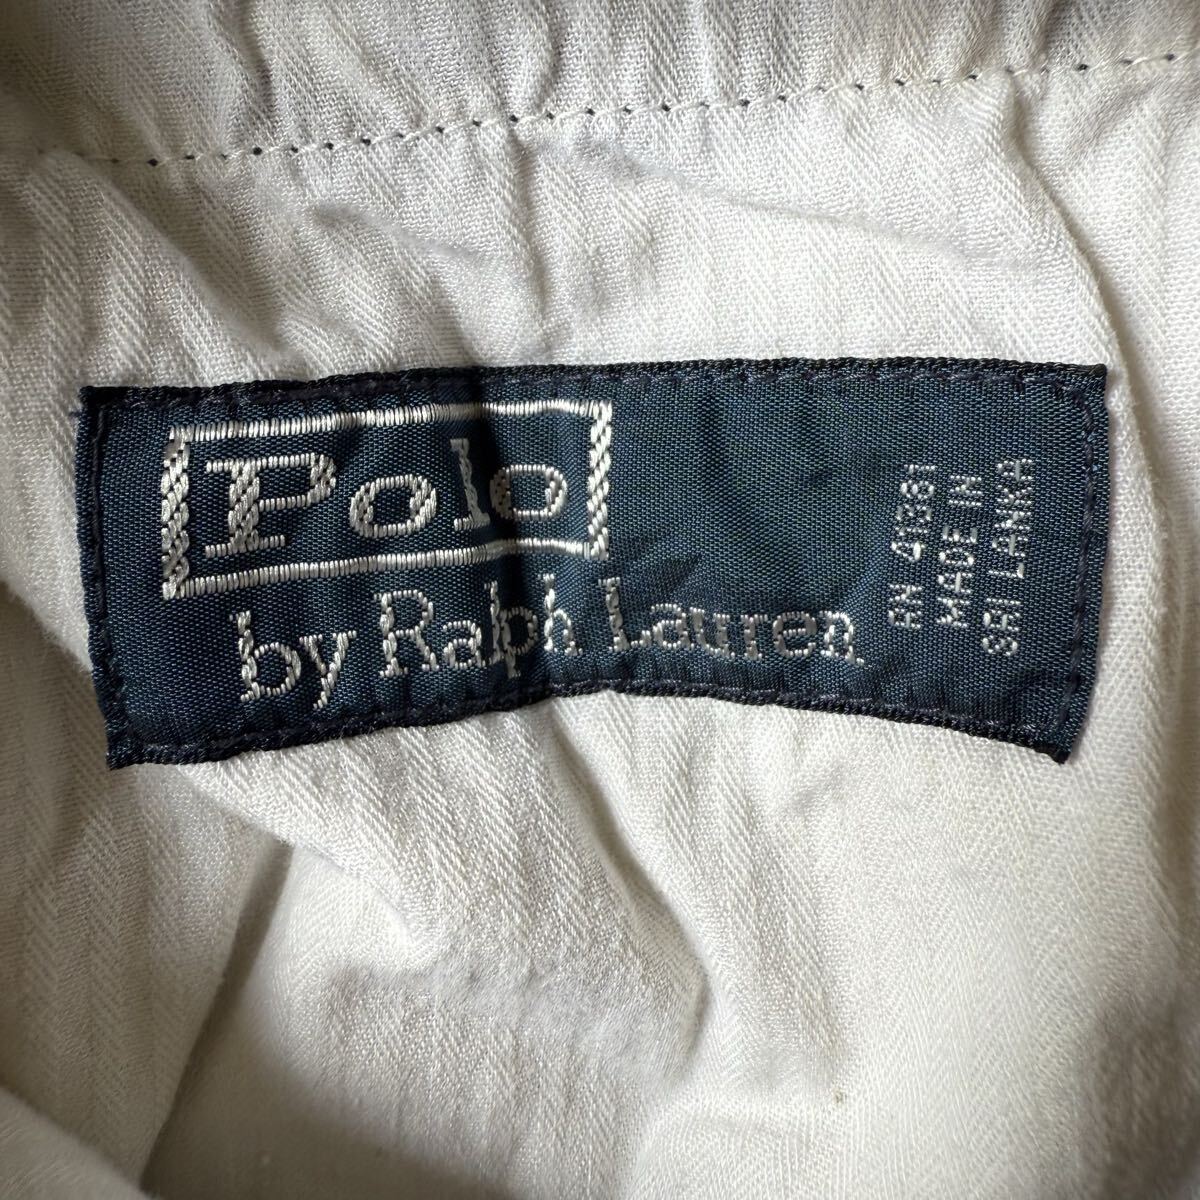 Polo
by Ralph Lauren
RN 41381
MADE IN
SRI LANKA